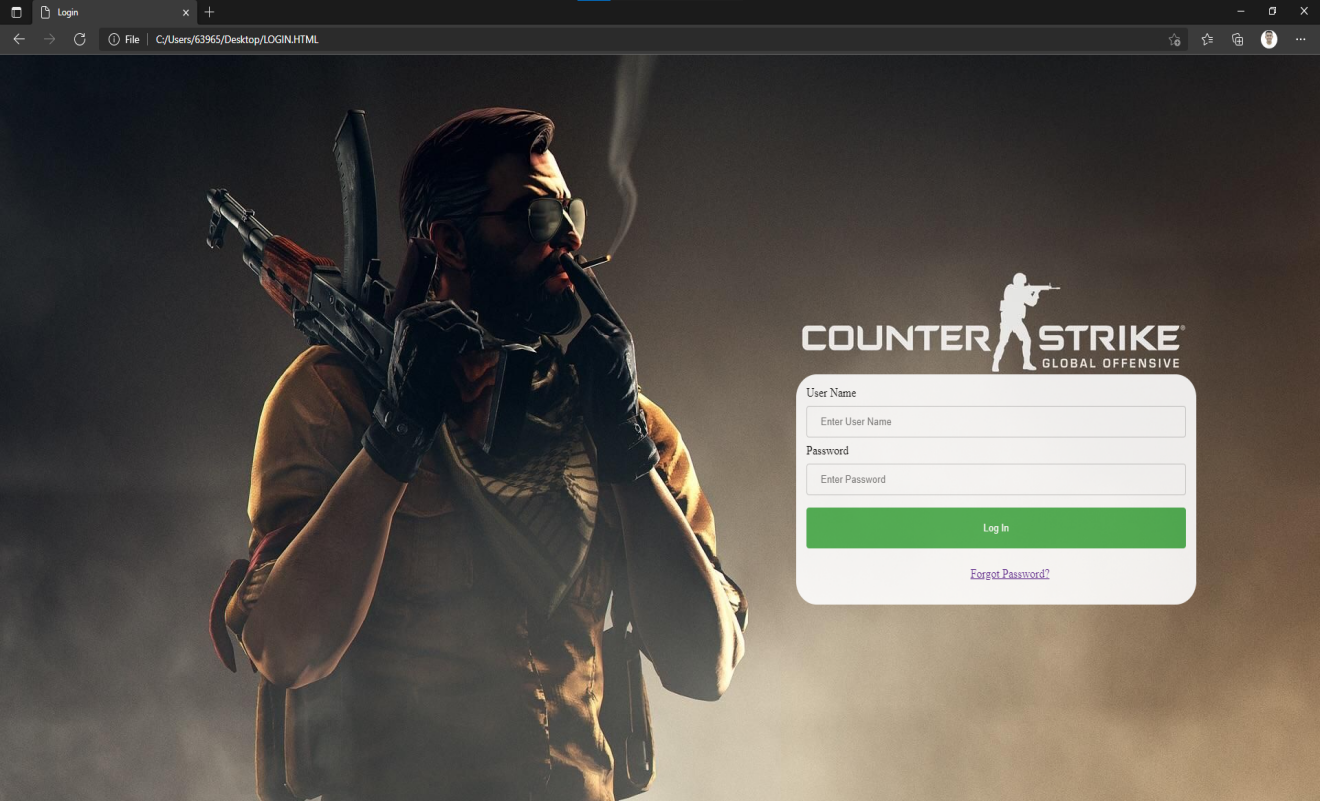 Login
File
C:/Users/63965/Desktop/LOGIN.HTML
COUNTER STRIKE
GLOBAL OFFENSIVE
User Name
Enter User Name
Password
Enter Password
Log In
Forgot Password?